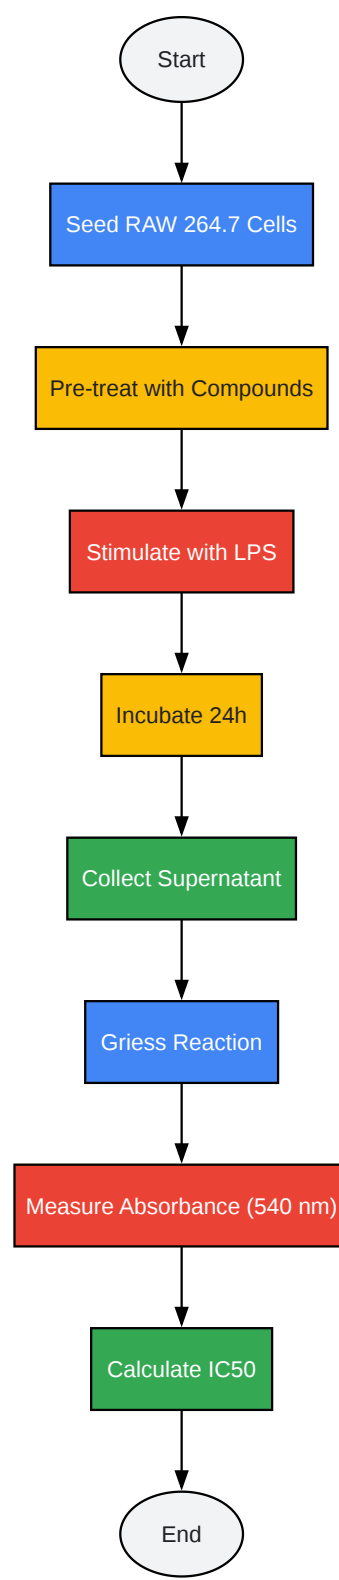 Start
Seed RAW 264.7 Cells
Pre-treat with Compounds
Stimulate with LPS
Incubate 24h
Collect Supernatant
Griess Reaction
Measure Absorbance (540 nm)
Calculate IC50
End